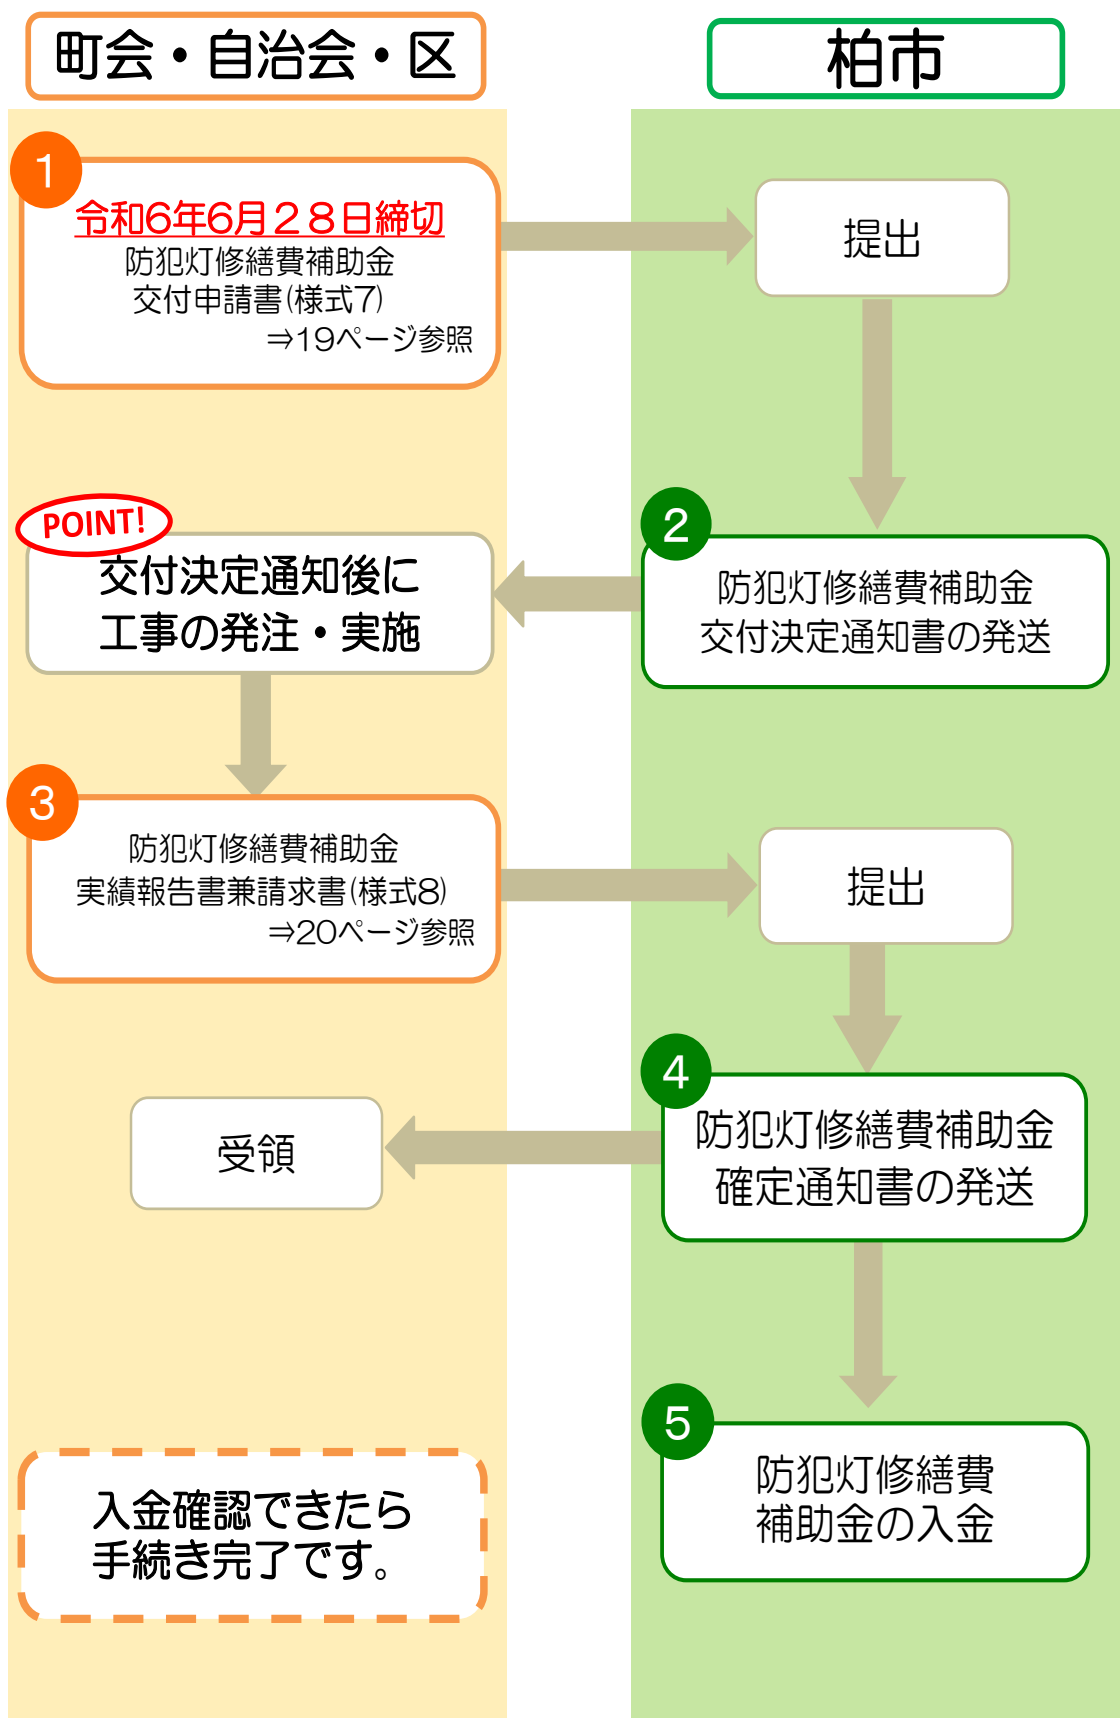 町会・自治会・区
柏市
1
令和6年6月28日締切
防犯灯修繕費補助金
交付申請書(様式7)
⇒19ページ参照
提出
POINT!
交付決定通知後に
工事の発注・実施
2
防犯灯修繕費補助金
交付決定通知書の発送
3
防犯灯修繕費補助金
実績報告書兼請求書(様式8)
⇒20ページ参照
提出
4
防犯灯修繕費補助金
確定通知書の発送
受領
5
防犯灯修繕費
補助金の入金
入金確認できたら
手続き完了です。